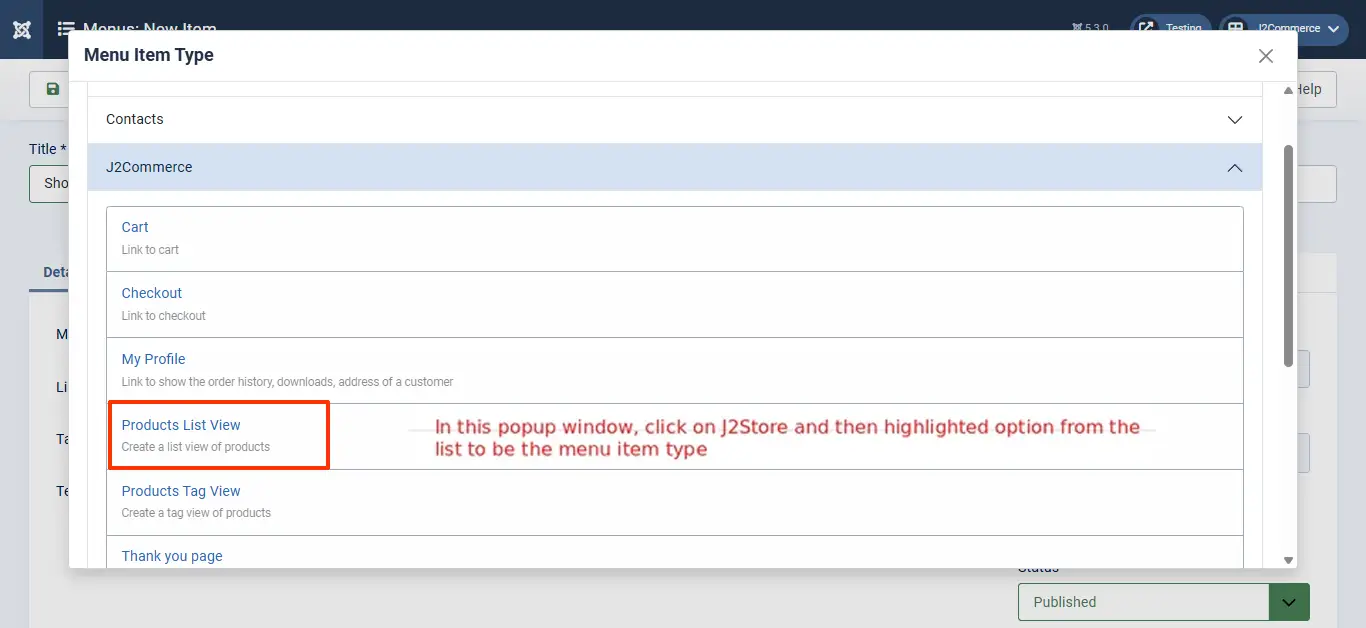 Menus: New Item
5.3.0
Testing
J2Commerce
Menu Item Type
Help
Contacts
Title *
Sho
J2Commerce
Cart
Link to cart
Checkout
Link to checkout
My Profile
Link to show the order history, downloads, address of a customer
Products List View
Create a list view of products
In this popup window, click on J2Store and then highlighted option from the
list to be the menu item type
Products Tag View
Create a tag view of products
Thank you page
Deta
M
Li
Ta
Te
Status
Published